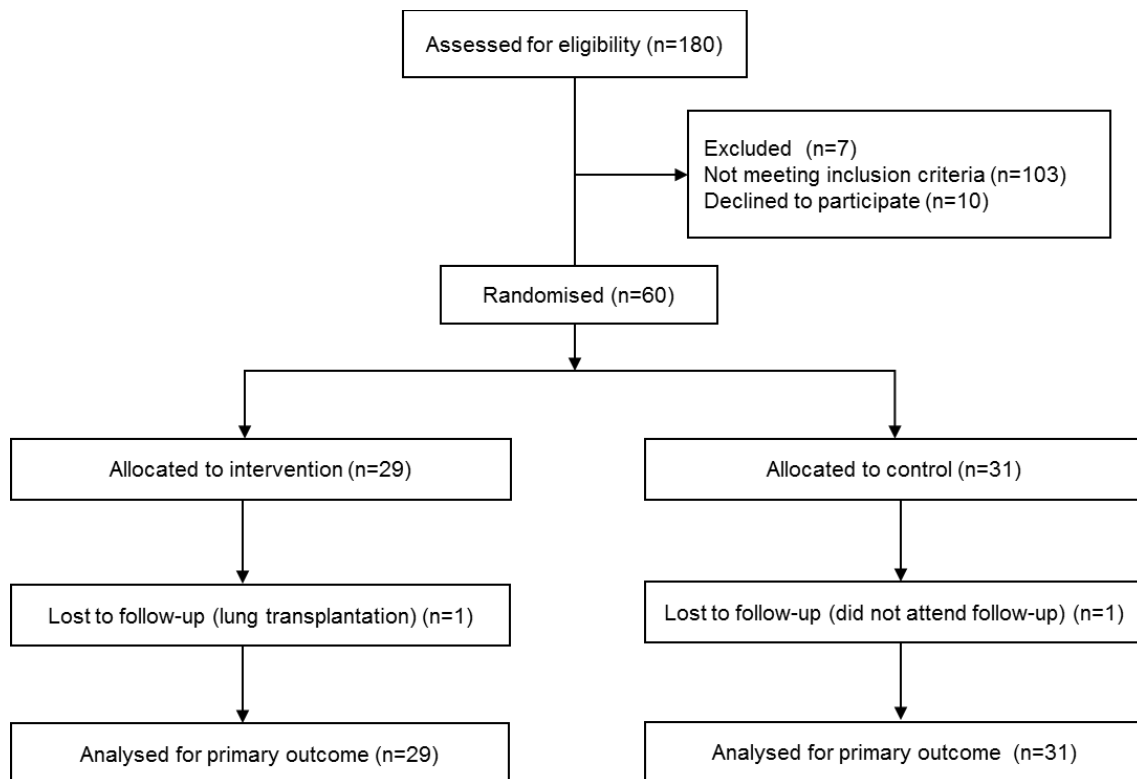 Assessed for eligibility (n=180)
Excluded  (n=7)
Not meeting inclusion criteria (n=103)
Declined to participate (n=10)
Randomised (n=60)
Allocated to intervention (n=29)
Allocated to control (n=31)
Lost to follow-up (lung transplantation) (n=1)
Lost to follow-up (did not attend follow-up) (n=1)
Analysed for primary outcome (n=29)
Analysed for primary outcome  (n=31)